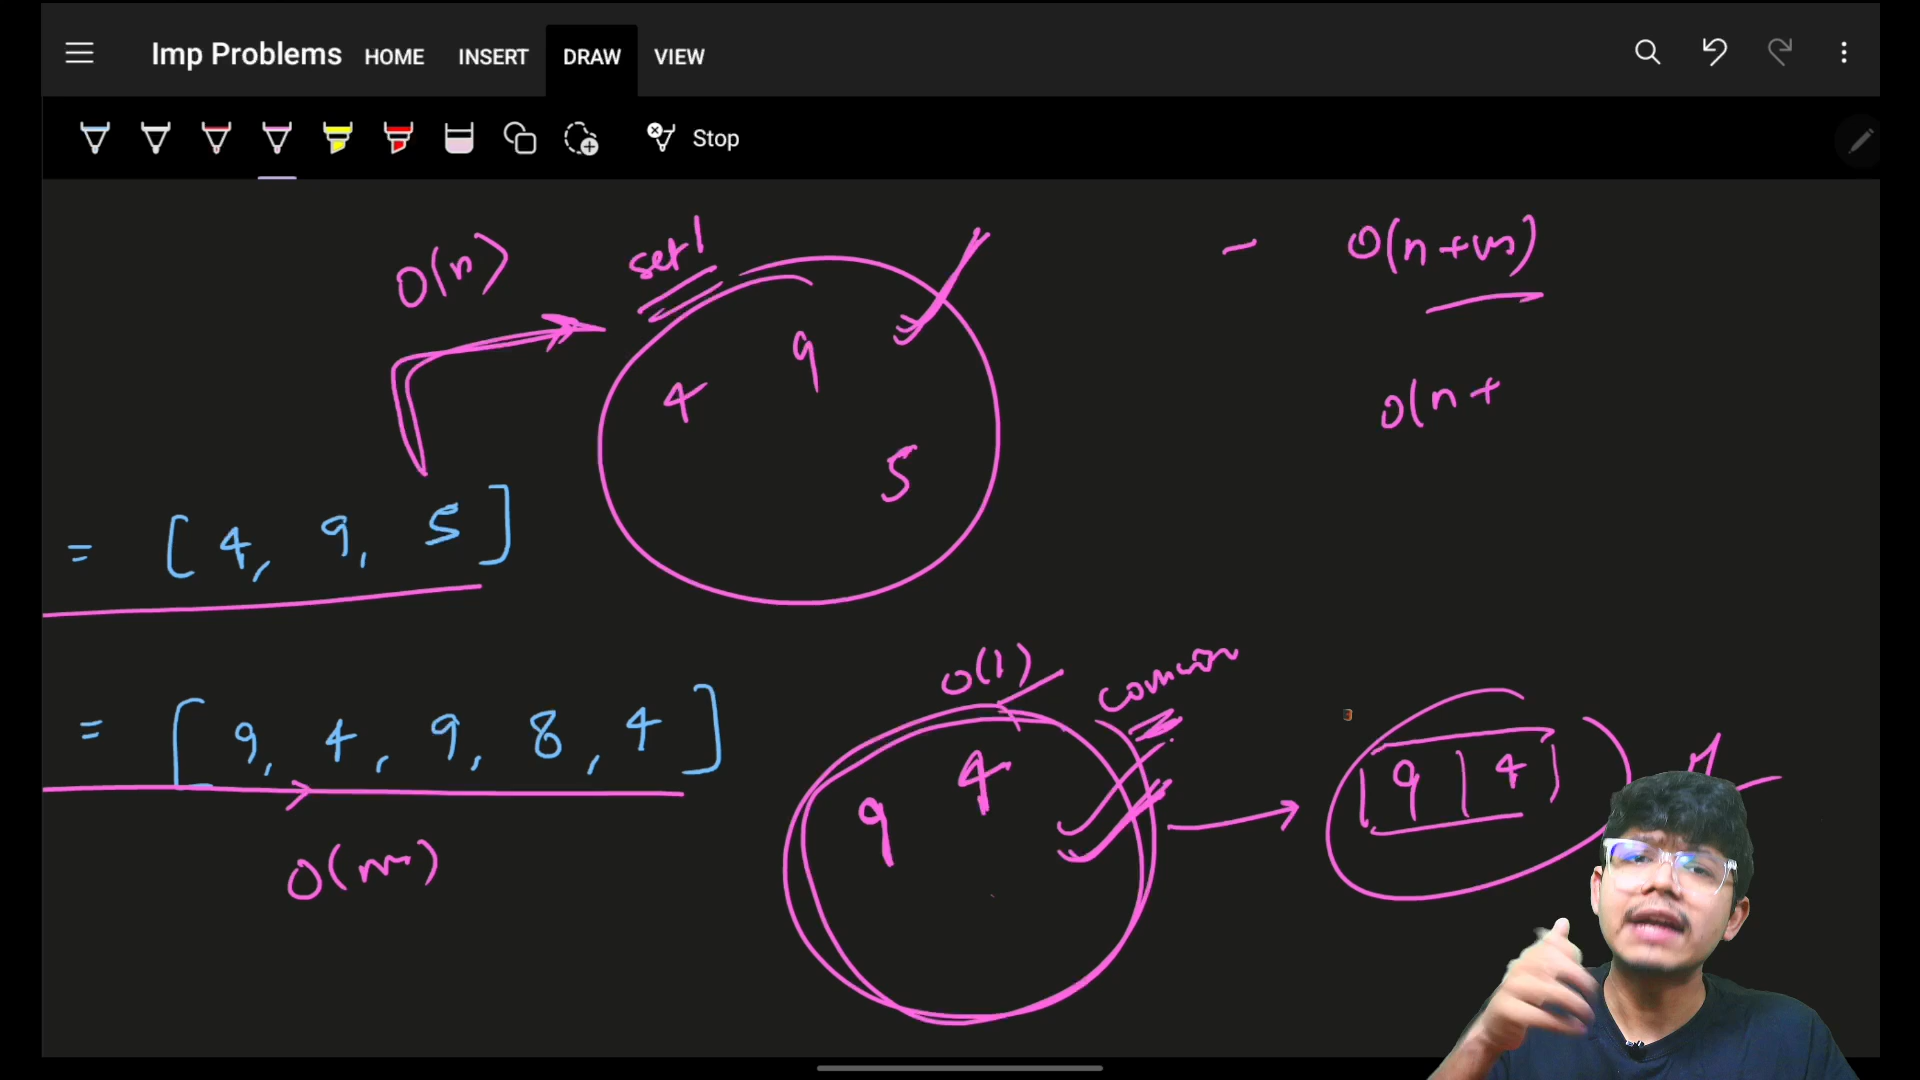 Imp Problems HOME INSERT DRAW VIEW
Stop
O(n) set1 - O(n+m)
4 9 5
O(n +
= [4, 9, 5]
O(1) common
= [9, 4, 9, 8, 4]
9 4
|9|4|
O(m)